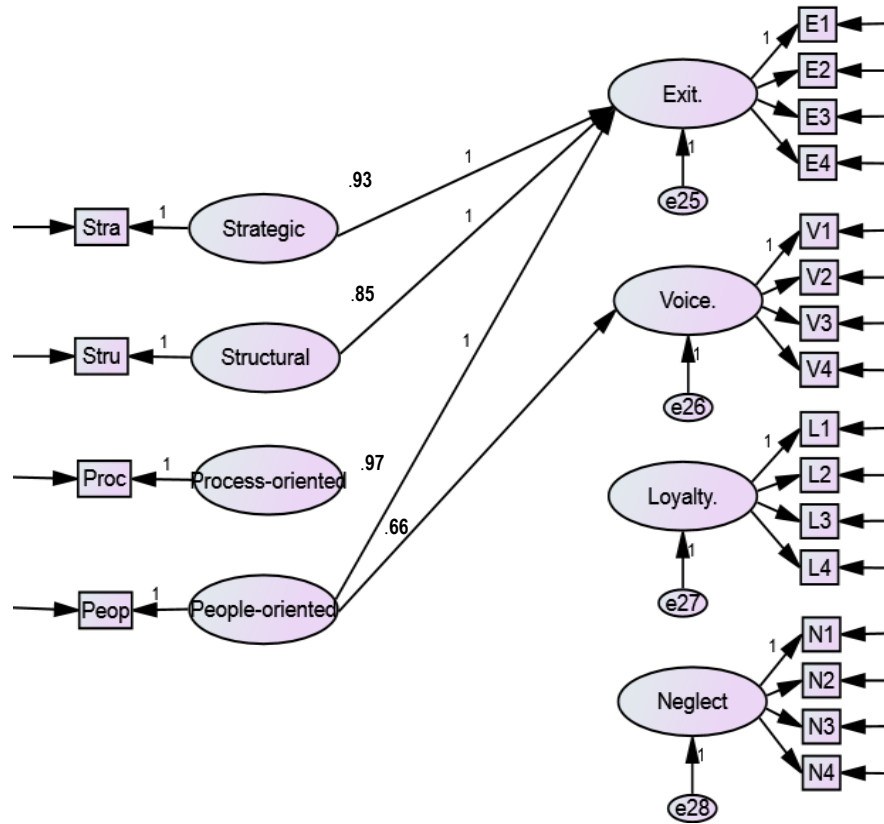 E1
1
E2
Exit.
E3
E4
1
e25
.93
1
Stra
1
Strategic
1
V1
1
V2
Voice.
V3
V4
1
e26
.85
1
Stru
1
Structural
1
L1
1
L2
Loyalty.
L3
L4
1
e27
Proc
1
Process-oriented
.97
.66
Peop
1
People-oriented
N1
1
N2
Neglect
N3
N4
1
e28